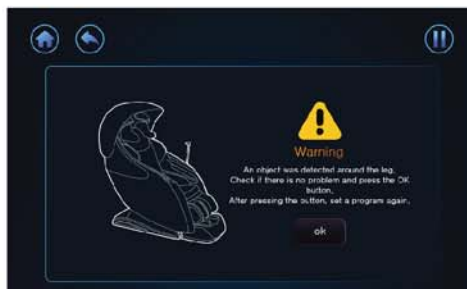 Warning
An object was detected around the leg.
Check if there is no problem and press the OK
button.
After pressing the button, set a program again.
ok